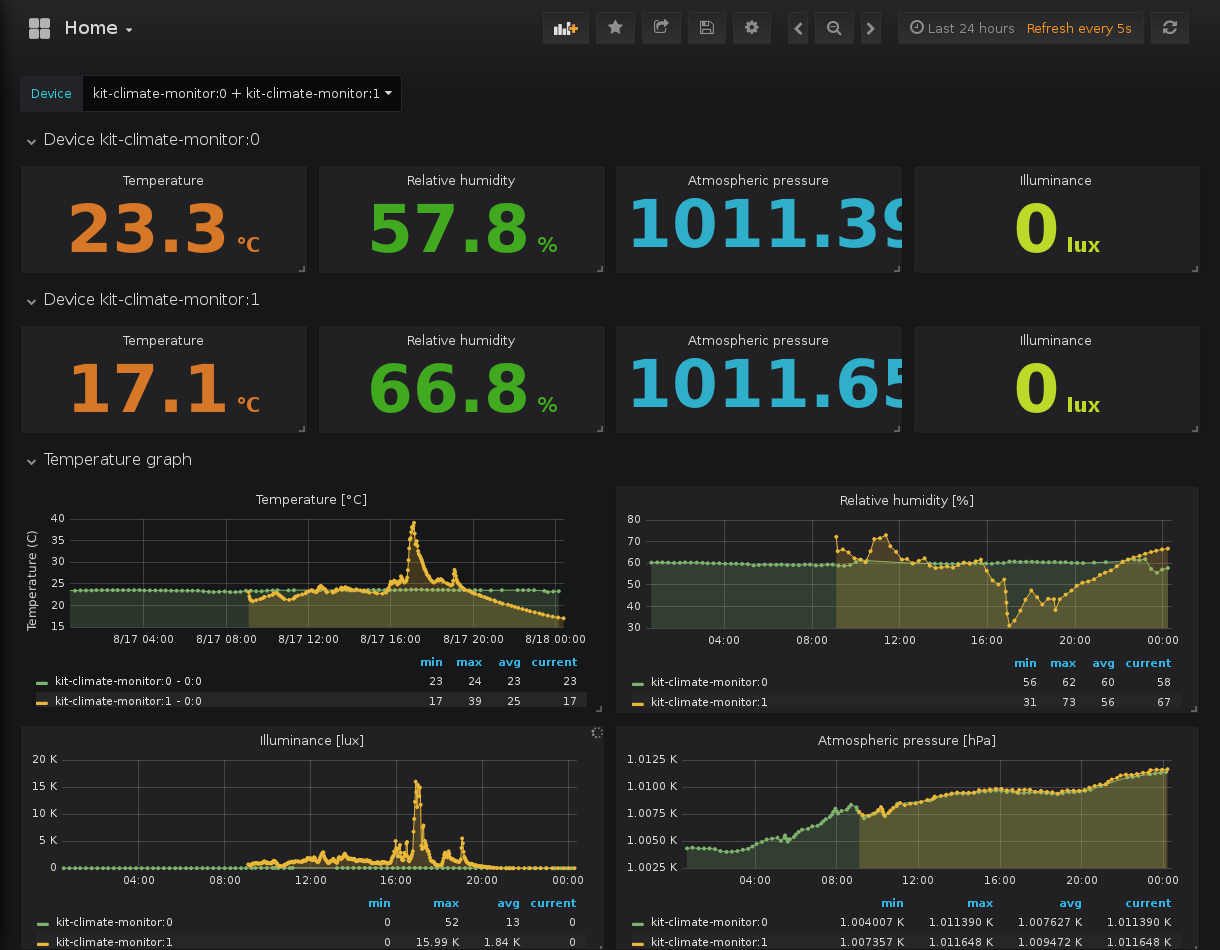 Home
Last 24 hours Refresh every 5s
Device kit-climate-monitor:0 + kit-climate-monitor:1
Device kit-climate-monitor:0
Temperature Relative humidity Atmospheric pressure Illuminance
23.3 °C 57.8 % 1011.39 0 lux
Device kit-climate-monitor:1
Temperature Relative humidity Atmospheric pressure Illuminance
17.1 °C 66.8 % 1011.65 0 lux
Temperature graph
Temperature [°C]
Temperature (C)
40
35
30
25
20
15
8/17 04:00 8/17 08:00 8/17 12:00 8/17 16:00 8/17 20:00 8/18 00:00
min max avg current
kit-climate-monitor:0 - 0:0 23 24 23 23
kit-climate-monitor:1 - 0:0 17 39 25 17
Relative humidity [%]
80
70
60
50
40
30
04:00 08:00 12:00 16:00 20:00 00:00
min max avg current
kit-climate-monitor:0 56 62 60 58
kit-climate-monitor:1 31 73 56 67
Illuminance [lux]
20 K
15 K
10 K
5 K
0
04:00 08:00 12:00 16:00 20:00 00:00
min max avg current
kit-climate-monitor:0 0 52 13 0
kit-climate-monitor:1 0 15.99 K 1.84 K 0
Atmospheric pressure [hPa]
1.0125 K
1.0100 K
1.0075 K
1.0050 K
1.0025 K
04:00 08:00 12:00 16:00 20:00 00:00
min max avg current
kit-climate-monitor:0 1.004007 K 1.011390 K 1.007627 K 1.011390 K
kit-climate-monitor:1 1.007357 K 1.011648 K 1.009472 K 1.011648 K